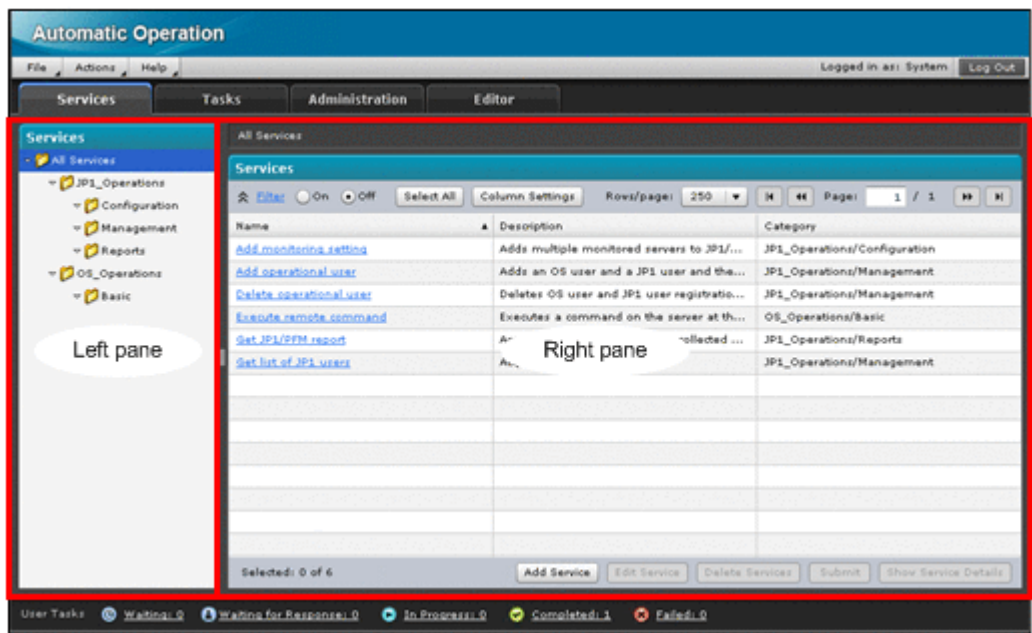 Automatic Operation
File Actions Help Logged in as: System Log Out
Services Tasks Administration Editor
Services
All Services
JP1_Operations
Configuration
Management
Reports
OS_Operations
Basic
Left pane
All Services
Services
Filter On Off Select All Column Settings Rows/page: 250 Page: 1 / 1
Name Description Category
Add monitoring setting Adds multiple monitored servers to JP1/... JP1_Operations/Configuration
Add operational user Adds an OS user and a JP1 user and the... JP1_Operations/Management
Delete operational user Deletes OS user and JP1 user registratio... JP1_Operations/Management
Execute remote command Executes a command on the server at th... OS_Operations/Basic
Get JP1/PFM report ... JP1_Operations/Reports
Get list of JP1 users JP1_Operations/Management
Right pane
Selected: 0 of 6 Add Service Edit Service Delete Services Submit Show Service Details
User Tasks Waiting: 0 Waiting for Response: 0 In Progress: 0 Completed: 1 Failed: 0